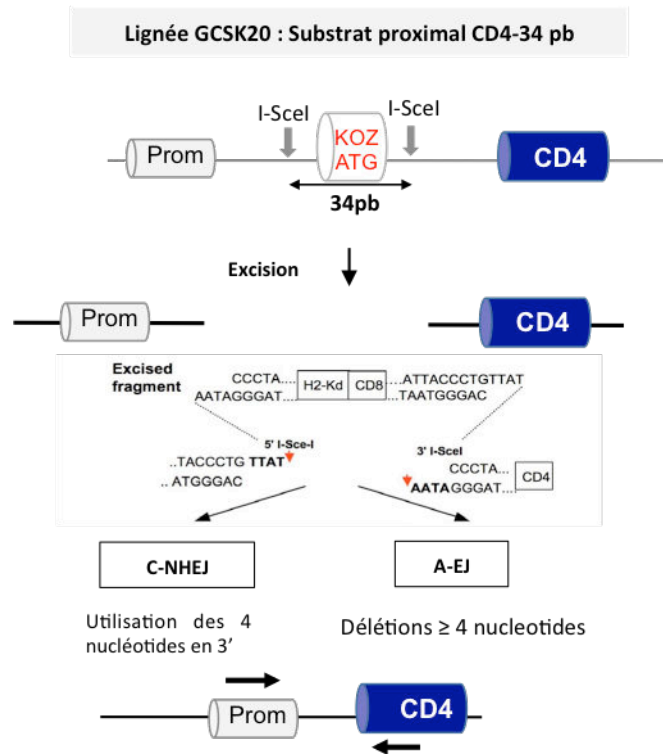 Lignée GCSK20 : Substrat proximal CD4-34 pb
I-SceI
I-SceI
Prom
KOZ
ATG
CD4
34pb
Excision
Prom
CD4
Excised
fragment
CCCTA.... H2-Kd CD8 ...ATTACCCTGTTAT
AATAGGGAT.... ....TAATGGGAC
5' I-Sce-I
3' I-SceI
..TACCCTG TTAT
.. ATGGGAC
CCCTA...
AATAGGGAT.... CD4
C-NHEJ
A-EJ
Utilisation des 4
nucléotides en 3’
Délétions ≥ 4 nucleotides
Prom
CD4